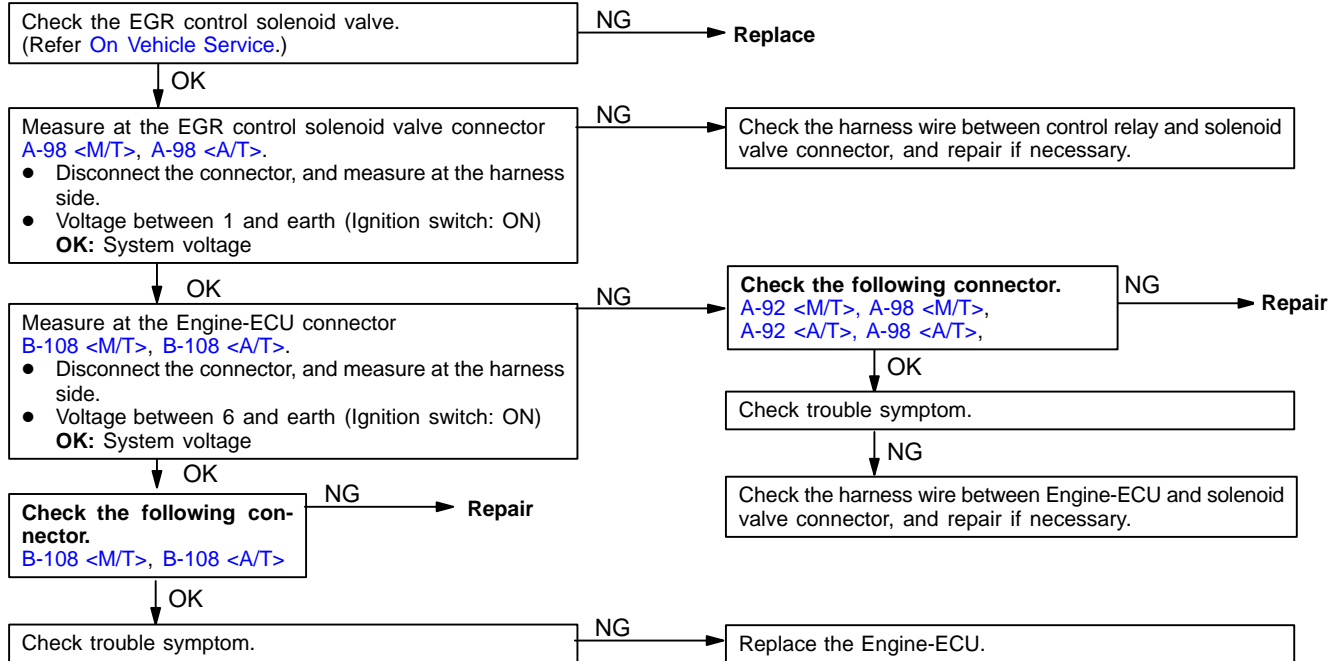 Check the EGR control solenoid valve.
(Refer On Vehicle Service.)
NG
Replace
OK
Measure at the EGR control solenoid valve connector
A-98 <M/T>, A-98 <A/T>.
● Disconnect the connector, and measure at the harness
side.
● Voltage between 1 and earth (Ignition switch: ON)
OK: System voltage
NG
Check the harness wire between control relay and solenoid
valve connector, and repair if necessary.
OK
Measure at the Engine-ECU connector
B-108 <M/T>, B-108 <A/T>.
● Disconnect the connector, and measure at the harness
side.
● Voltage between 6 and earth (Ignition switch: ON)
OK: System voltage
NG
Check the following connector.
A-92 <M/T>, A-98 <M/T>,
A-92 <A/T>, A-98 <A/T>,
NG
Repair
OK
Check trouble symptom.
NG
Check the harness wire between Engine-ECU and solenoid
valve connector, and repair if necessary.
OK
Check the following con-
nector.
B-108 <M/T>, B-108 <A/T>
NG
Repair
OK
Check trouble symptom.
NG
Replace the Engine-ECU.